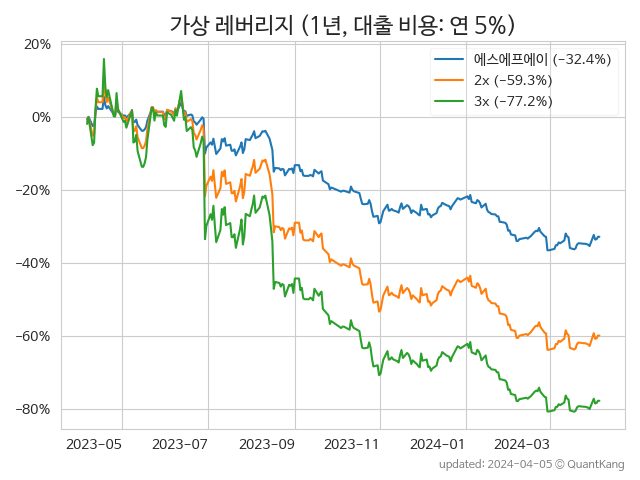 가상 레버리지 (1년, 대출 비용: 연 5%)
에스에프에이 (−32.4%)
2x (−59.3%)
3x (−77.2%)
20%
0%
−20%
−40%
−60%
−80%
2023-05 2023-07 2023-09 2023-11 2024-01 2024-03
updated: 2024-04-05 © QuantKang